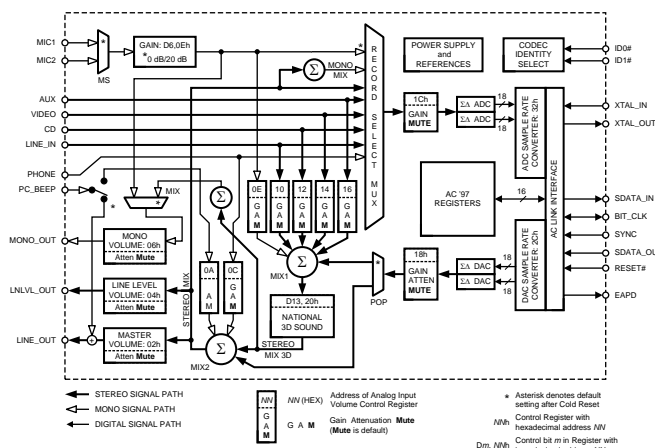 MIC1
MIC2
MS
GAIN: D6,0Eh
* 0 dB/20 dB
*
MONO
MIX
Σ
RECORD SELECT MUX
POWER SUPPLY
and
REFERENCES
CODEC
IDENTITY
SELECT
ID0#
ID1#
AUX
VIDEO
CD
LINE_IN
PHONE
PC_BEEP
1Ch
GAIN
MUTE
ΣΔ ADC
ΣΔ ADC
18
18
ADC SAMPLE RATE
CONVERTER: 32h
XTAL_IN
XTAL_OUT
AC '97
REGISTERS
16
AC LINK INTERFACE
SDATA_IN
BIT_CLK
SYNC
SDATA_OU
RESET#
EAPD
MIX
Σ
0E
G
A
M
10
G
A
M
12
G
A
M
14
G
A
M
16
G
A
M
MONO_OUT
MONO
VOLUME: 06h
Atten Mute
LNLVL_OUT
LINE LEVEL
VOLUME: 04h
Atten Mute
LINE_OUT
MASTER
VOLUME: 02h
Atten Mute
STEREO MIX
0A
A
M
0C
G
A
M
Σ
MIX1
D13, 20h
NATIONAL
3D SOUND
STEREO
MIX 3D
Σ
MIX2
POP
18h
GAIN
ATTEN
MUTE
ΣΔ DAC
ΣΔ DAC
18
18
DAC SAMPLE RATE
CONVERTER: 2Ch
STEREO SIGNAL PATH
MONO SIGNAL PATH
DIGITAL SIGNAL PATH
NN
G
A
M
NN (HEX) Address of Analog Input
Volume Control Register
G A M Gain Attenuation Mute
(Mute is default)
* Asterisk denotes default
setting after Cold Reset
NNh Control Register with
hexadecimal address NN
Dm, NNh Control bit m in Register with